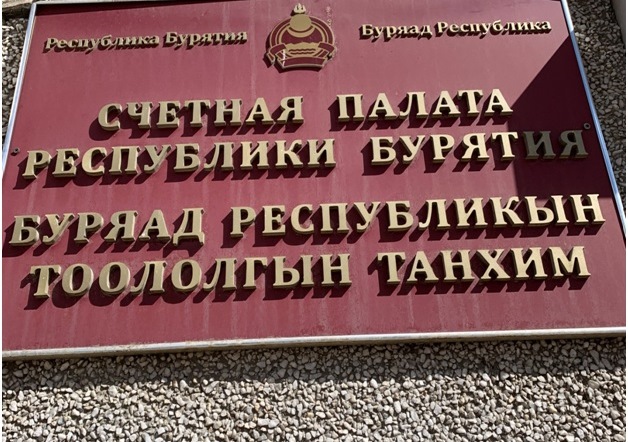 Республика Бурятия
Буряад Республика
СЧЕТНАЯ ПАЛАТА
РЕСПУБЛИКИ БУРЯТИЯ
БУРЯАД РЕСПУБЛИКЫН
ТООЛОЛГЫН ТАНХИМ